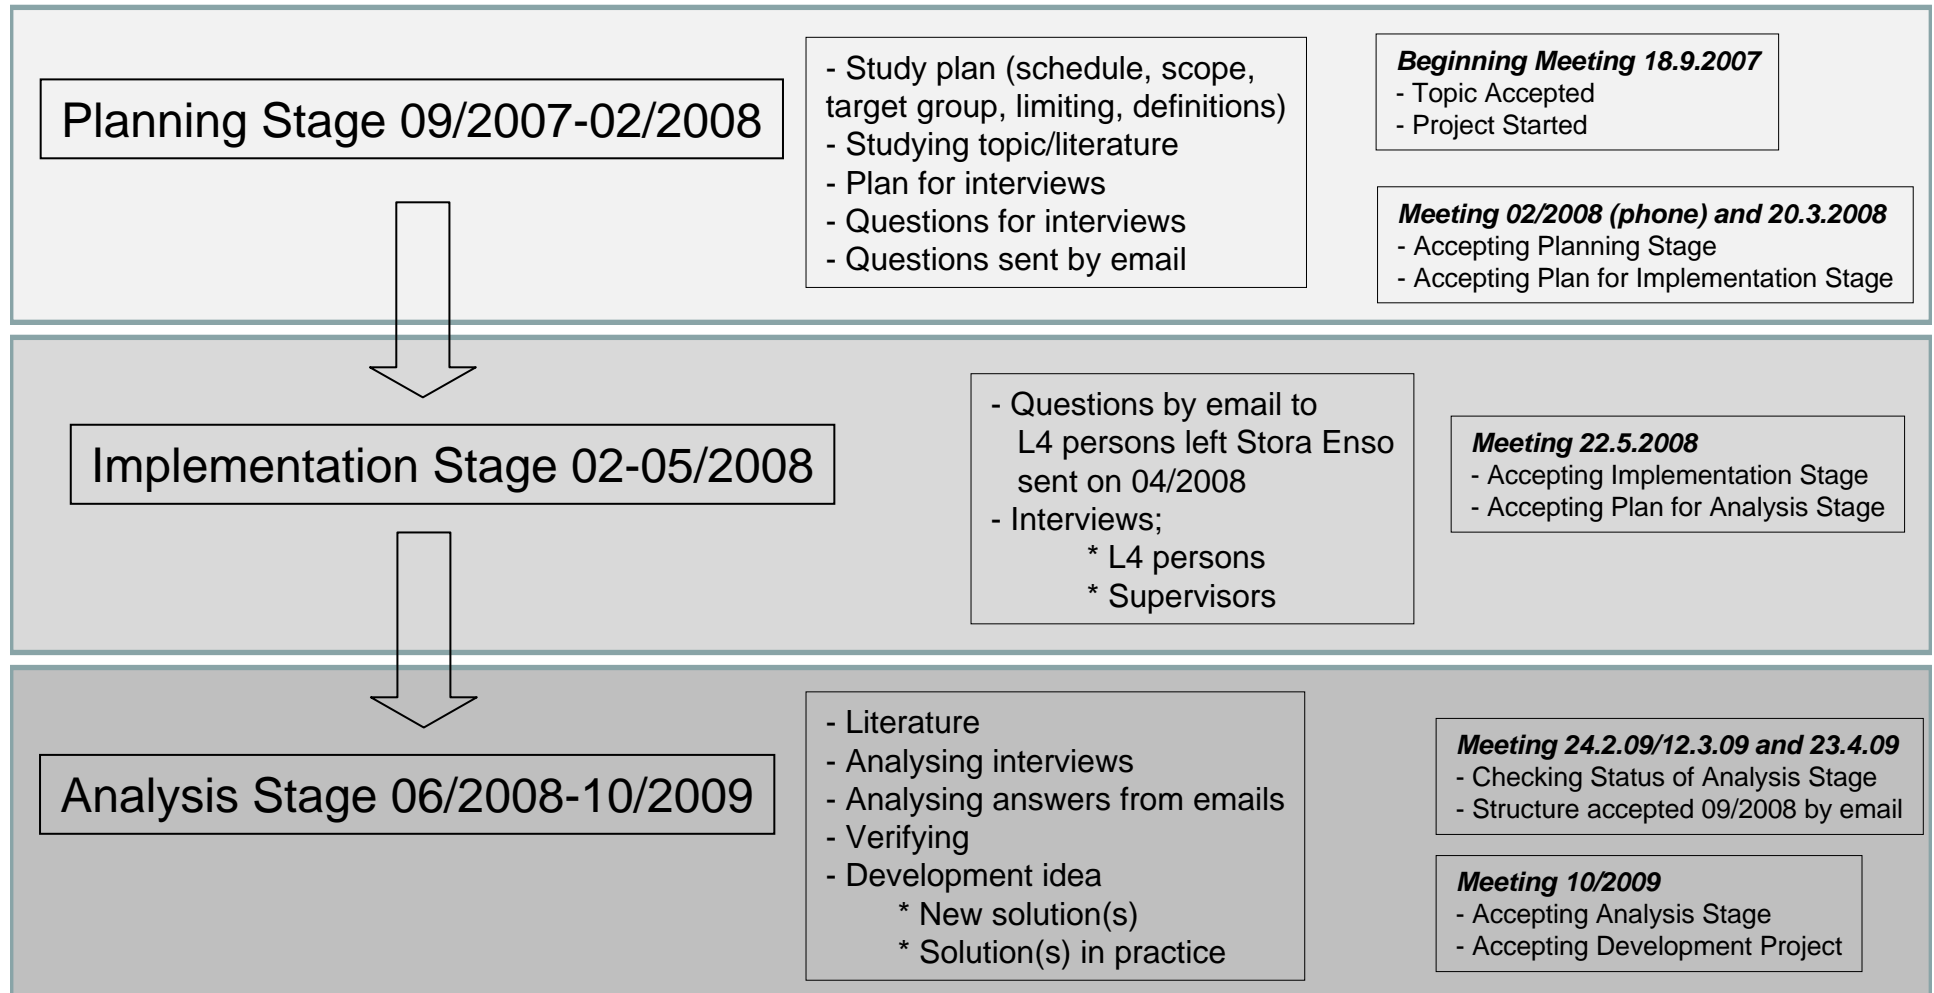 Planning Stage 09/2007-02/2008
- Study plan (schedule, scope,
target group, limiting, definitions)
- Studying topic/literature
- Plan for interviews
- Questions for interviews
- Questions sent by email
Beginning Meeting 18.9.2007
- Topic Accepted
- Project Started
Meeting 02/2008 (phone) and 20.3.2008
- Accepting Planning Stage
- Accepting Plan for Implementation Stage
Implementation Stage 02-05/2008
- Questions by email to
L4 persons left Stora Enso
sent on 04/2008
- Interviews;
* L4 persons
* Supervisors
Meeting 22.5.2008
- Accepting Implementation Stage
- Accepting Plan for Analysis Stage
Analysis Stage 06/2008-10/2009
- Literature
- Analysing interviews
- Analysing answers from emails
- Verifying
- Development idea
* New solution(s)
* Solution(s) in practice
Meeting 24.2.09/12.3.09 and 23.4.09
- Checking Status of Analysis Stage
- Structure accepted 09/2008 by email
Meeting 10/2009
- Accepting Analysis Stage
- Accepting Development Project